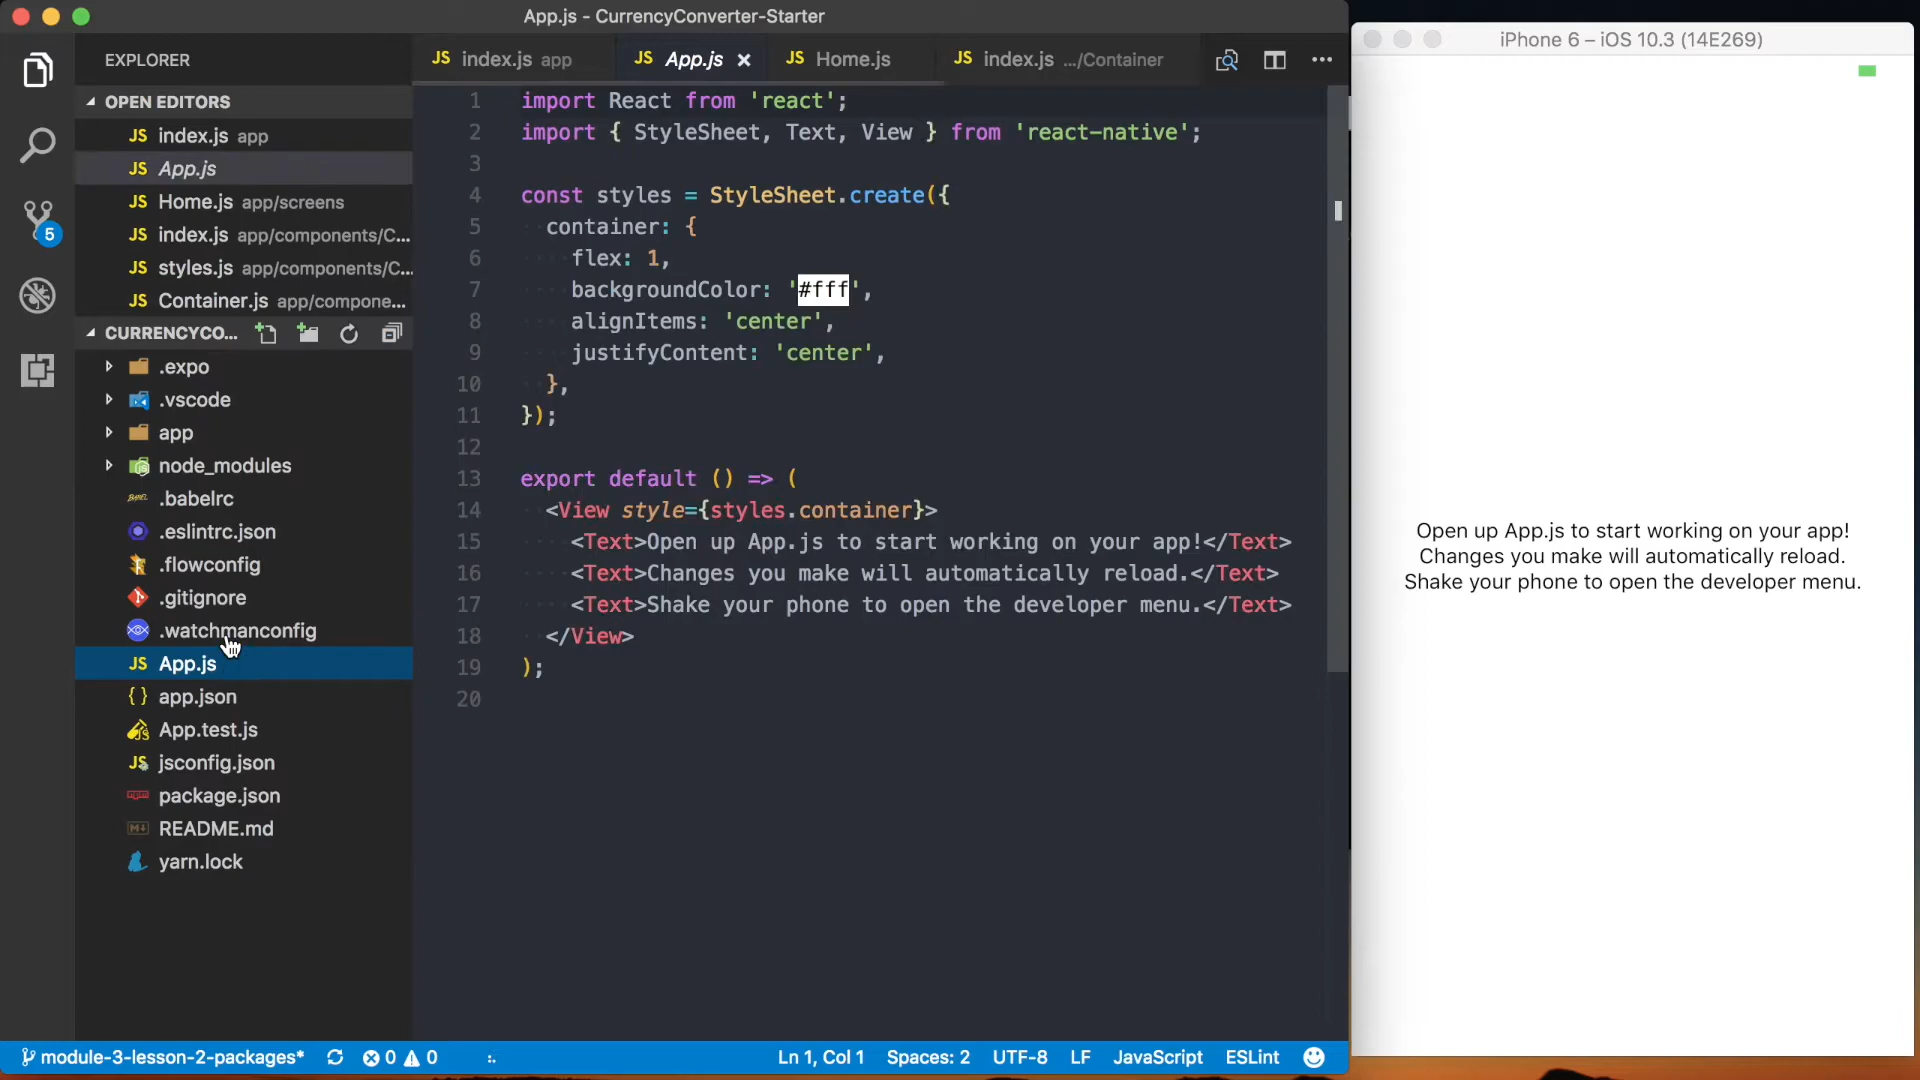 App.js - CurrencyConverter-Starter
EXPLORER
OPEN EDITORS
JS index.js app
JS App.js
JS Home.js app/screens
JS index.js app/components/C...
JS styles.js app/components/C...
JS Container.js app/compone...
CURRENCYCO...
.expo
.vscode
app
node_modules
.babelrc
.eslintrc.json
.flowconfig
.gitignore
.watchmanconfig
JS App.js
{ } app.json
App.test.js
JS jsconfig.json
package.json
README.md
yarn.lock
JS index.js app
JS App.js
JS Home.js
JS index.js .../Container
1 import React from 'react';
2 import { StyleSheet, Text, View } from 'react-native';
3
4 const styles = StyleSheet.create({
5 container: {
6 flex: 1,
7 backgroundColor: '#fff',
8 alignItems: 'center',
9 justifyContent: 'center',
10 },
11 });
12
13 export default () => (
14 <View style={styles.container}>
15 <Text>Open up App.js to start working on your app!</Text>
16 <Text>Changes you make will automatically reload.</Text>
17 <Text>Shake your phone to open the developer menu.</Text>
18 </View>
19 );
20
module-3-lesson-2-packages* 0 0
Ln 1, Col 1 Spaces: 2 UTF-8 LF JavaScript ESLint
5
iPhone 6 – iOS 10.3 (14E269)
Open up App.js to start working on your app!
Changes you make will automatically reload.
Shake your phone to open the developer menu.